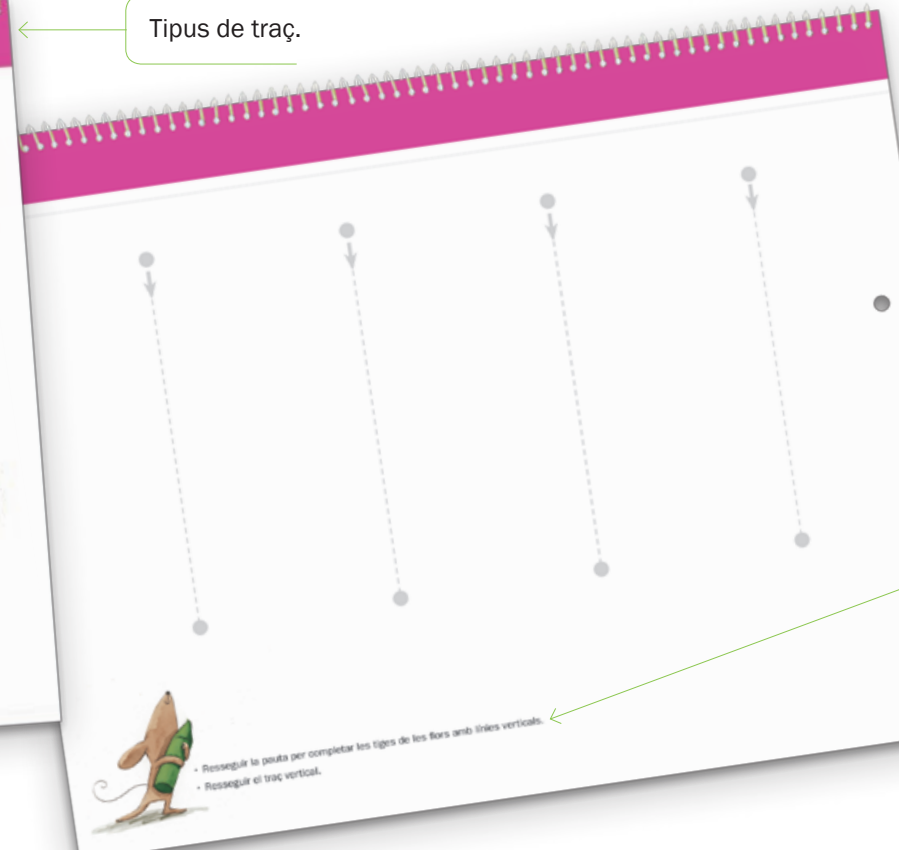 Tipus de traç.
• Resseguir la pauta per completar les tiges de les flors amb línies verticals.
• Resseguir el traç vertical.